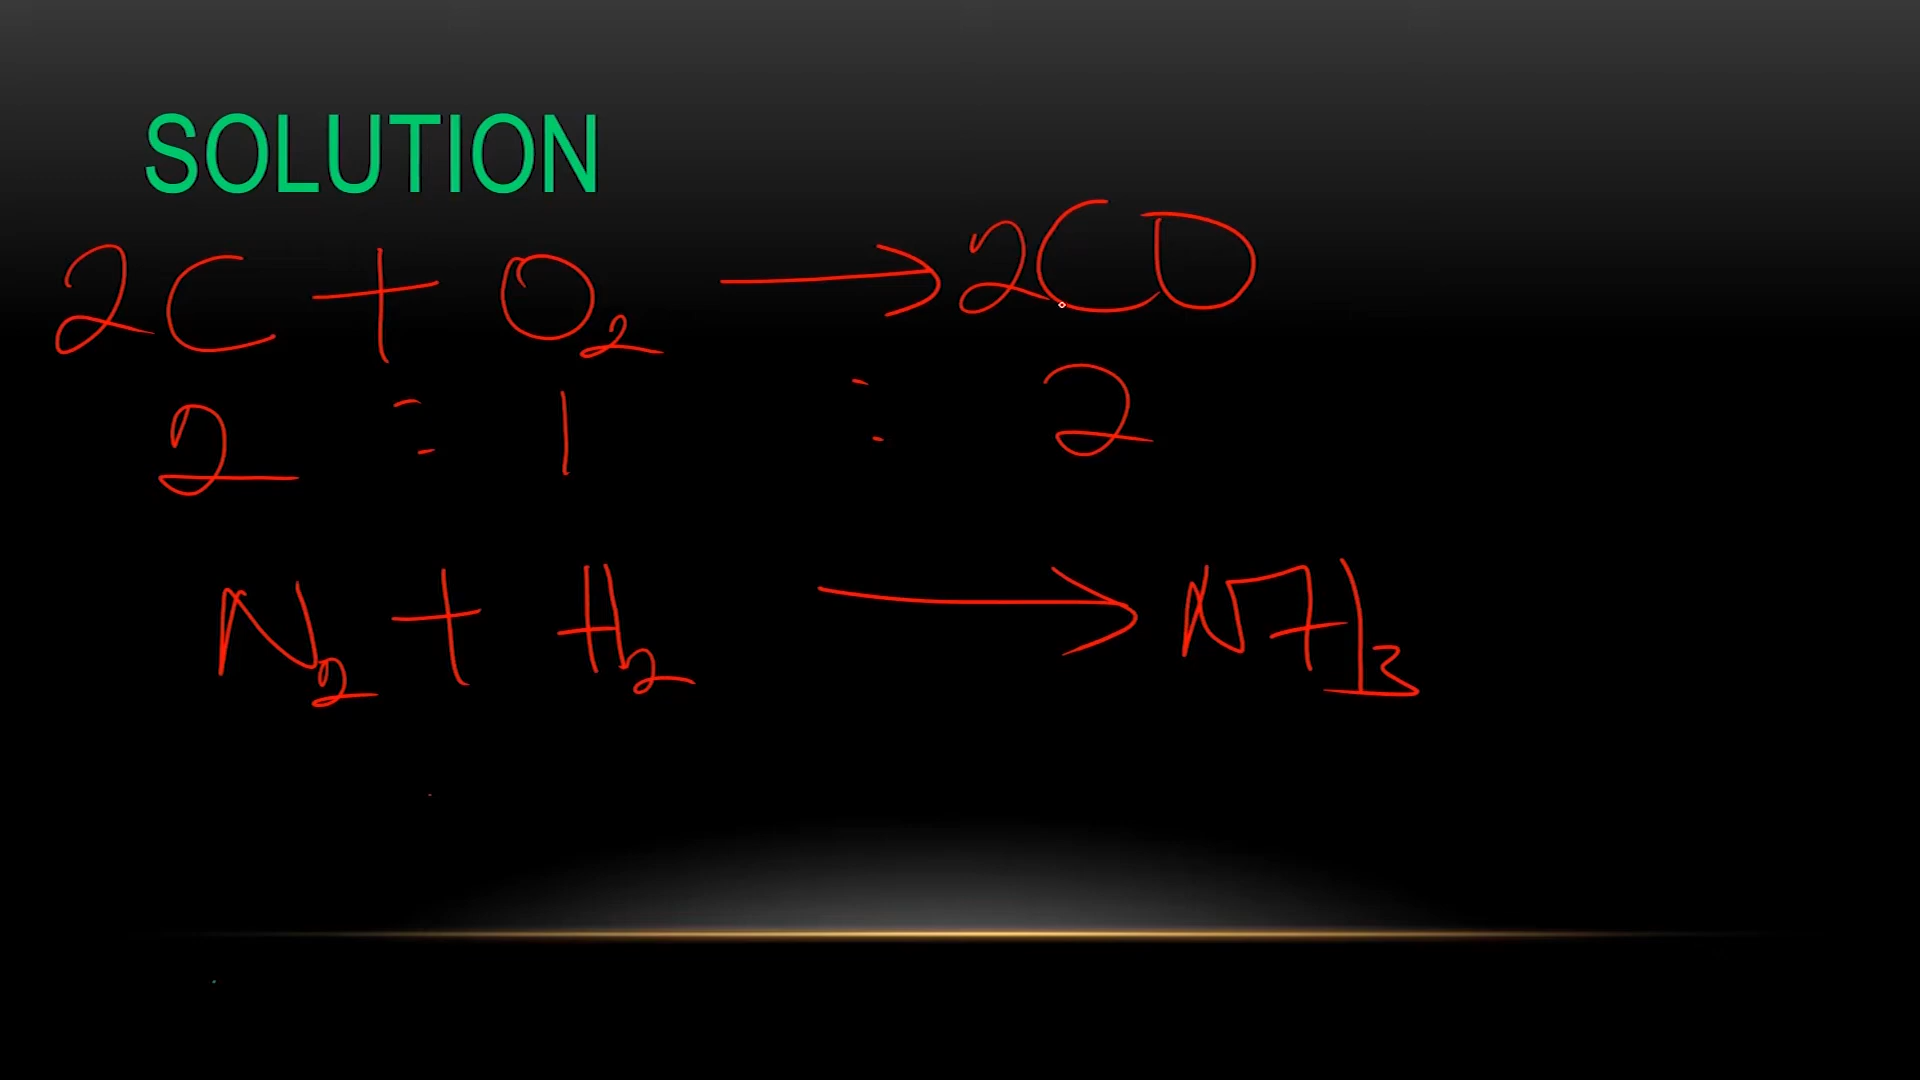 SOLUTION
2C + O₂ → 2CO
2 : 1 : 2
N₂ + H₂ → NH₃